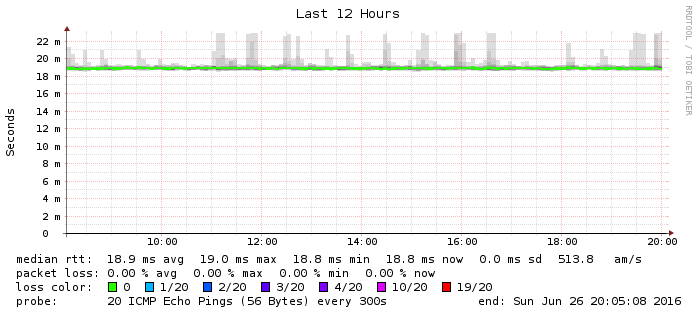 Last 12 Hours
RRDTOOL / TOBI OETIKER
Seconds
22 m
20 m
18 m
16 m
14 m
12 m
10 m
8 m
6 m
4 m
2 m
0
10:00 12:00 14:00 16:00 18:00 20:00
median rtt: 18.9 ms avg 19.0 ms max 18.8 ms min 18.8 ms now 0.0 ms sd 513.8 am/s
packet loss: 0.00 % avg 0.00 % max 0.00 % min 0.00 % now
loss color: 0 1/20 2/20 3/20 4/20 10/20 19/20
probe: 20 ICMP Echo Pings (56 Bytes) every 300s end: Sun Jun 26 20:05:08 2016